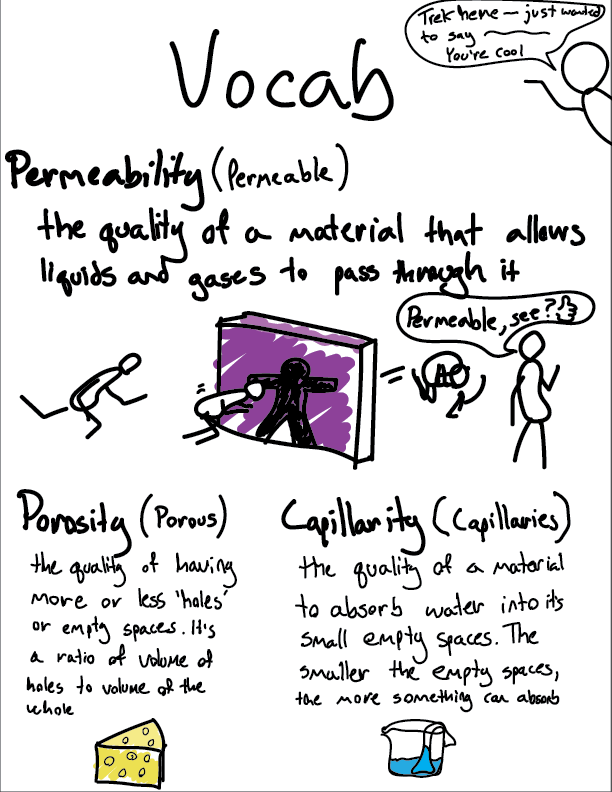 Trek here — just wanted
to say
You're cool
Vocab
Permeability (Permeable)
the quality of a material that allows
liquids and gases to pass through it
Permeable, see?
Porosity (Porous)
the quality of having
more or less 'holes'
or empty spaces. It's
a ratio of volume of
holes to volume of the
whole
Capillarity (Capillaries)
the quality of a material
to absorb water into its
small empty spaces. The
smaller the empty spaces,
the more something can absorb